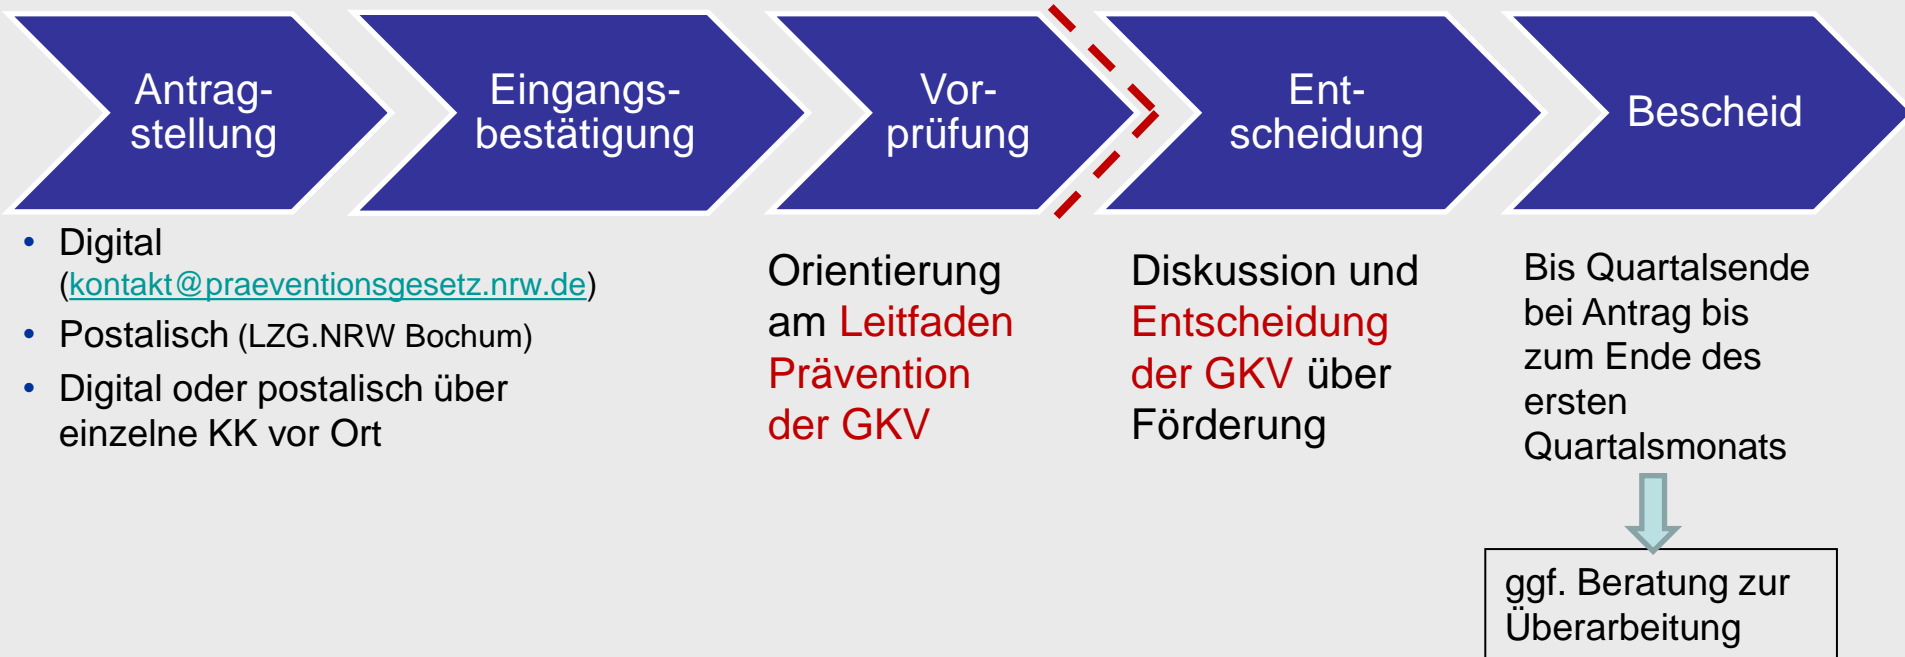 Antrag-
stellung
Eingangs-
bestätigung
Vor-
prüfung
Ent-
scheidung
Bescheid
• Digital
(kontakt@praeventionsgesetz.nrw.de)
• Postalisch (LZG.NRW Bochum)
• Digital oder postalisch über
einzelne KK vor Ort
Orientierung
am Leitfaden
Prävention
der GKV
Diskussion und
Entscheidung
der GKV über
Förderung
Bis Quartalsende
bei Antrag bis
zum Ende des
ersten
Quartalsmonats
ggf. Beratung zur
Überarbeitung